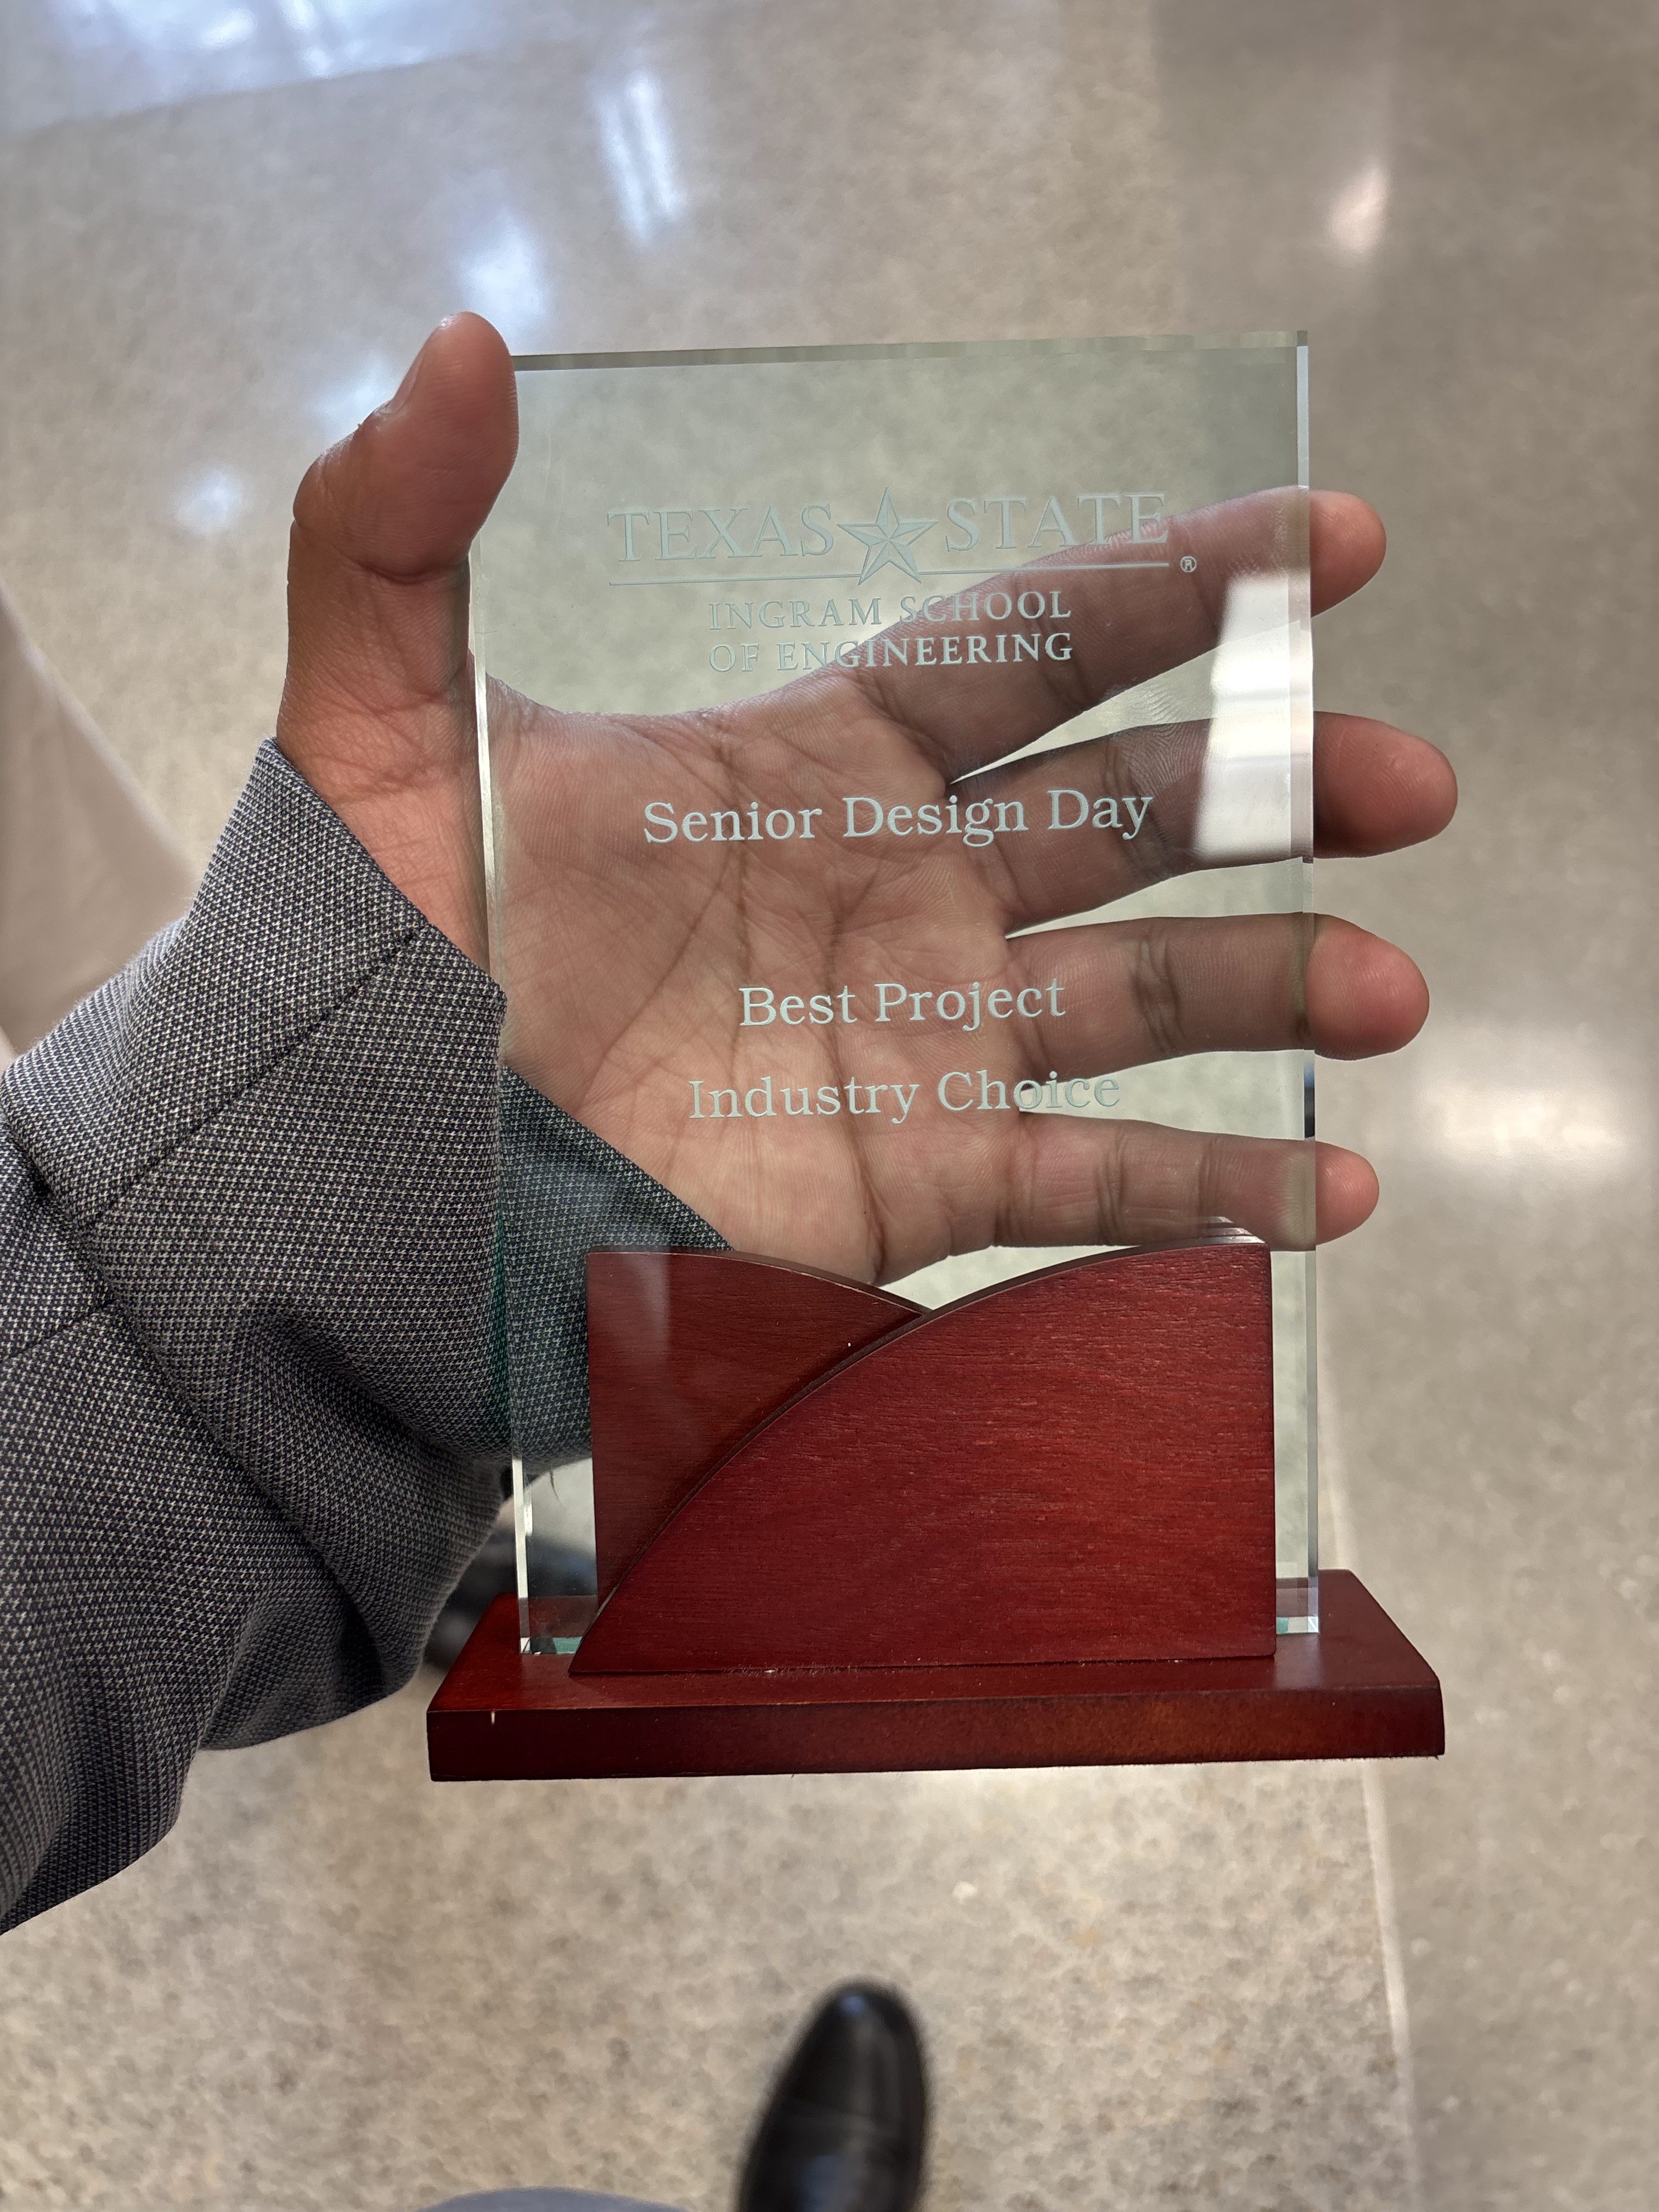 TEXAS STATE®
INGRAM SCHOOL
OF ENGINEERING
Senior Design Day
Best Project
Industry Choice